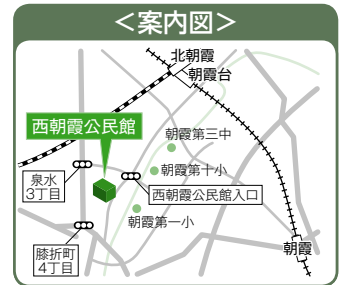 ＜案内図＞
北朝霞
朝霞台
西朝霞公民館
朝霞第三中
泉水
3丁目
朝霞第十小
西朝霞公民館入口
朝霞第一小
膝折町
4丁目
朝霞